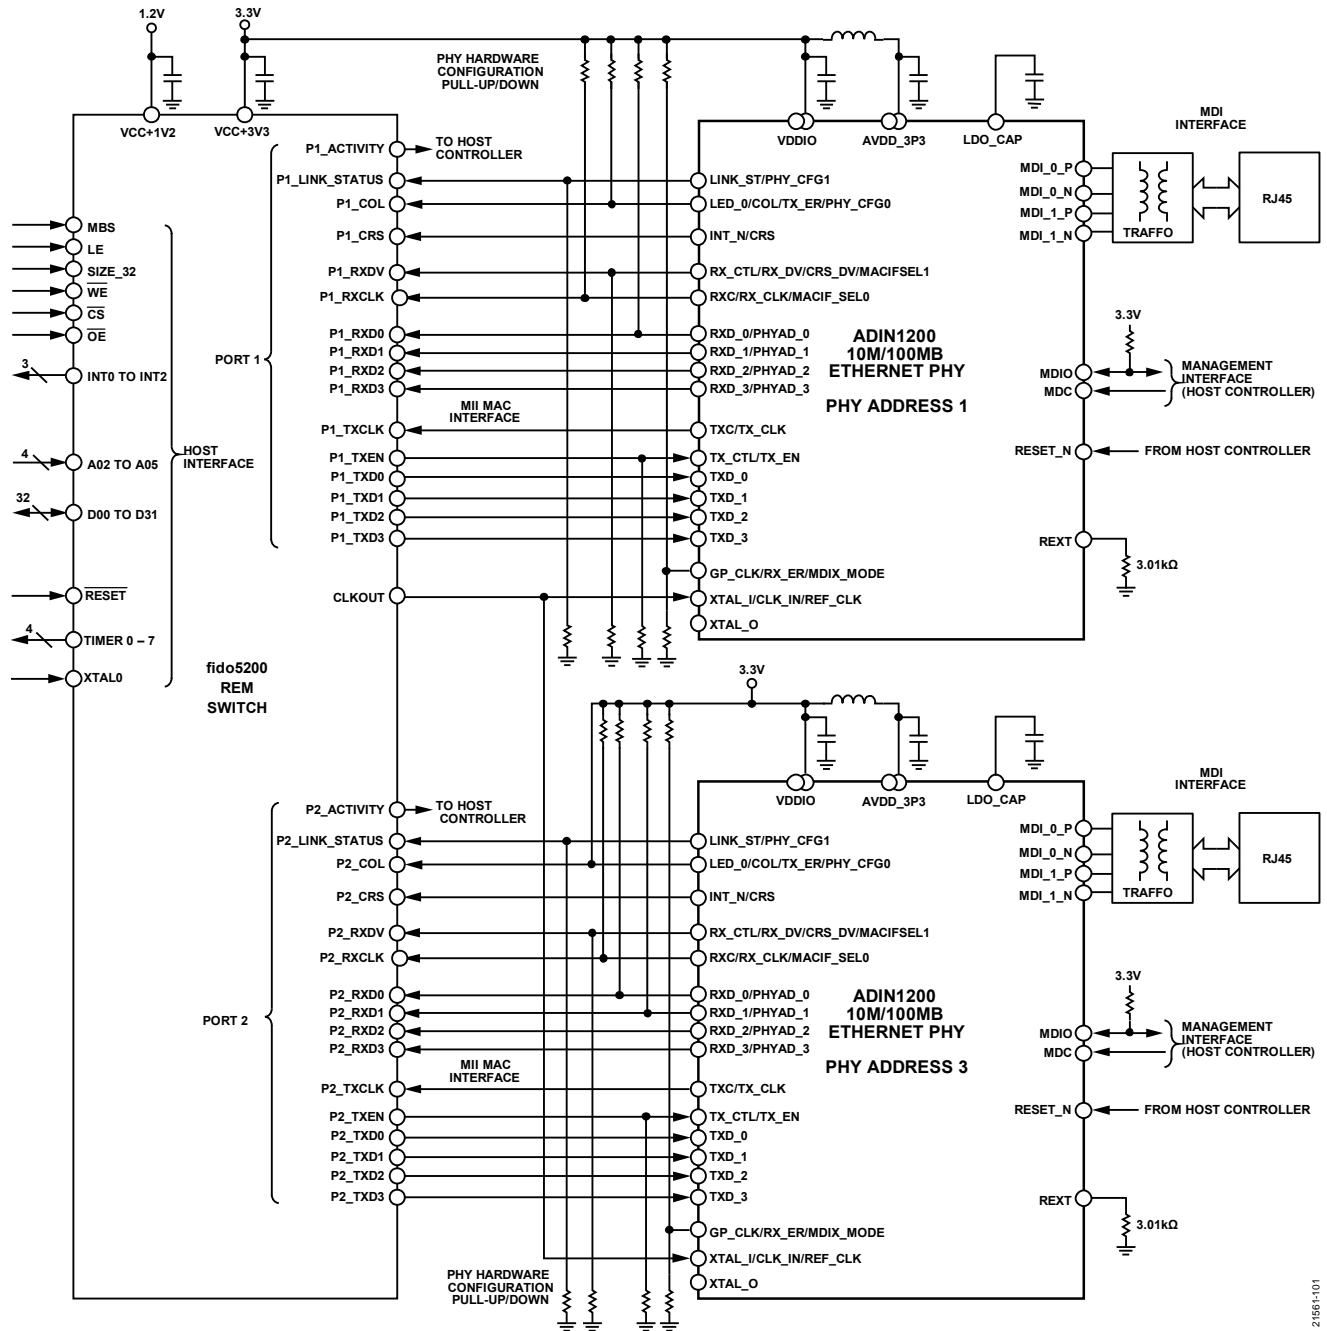 1.2V
3.3V
PHY HARDWARE
CONFIGURATION
PULL-UP/DOWN
VCC+1V2
VCC+3V3
VDDIO
AVDD_3P3
LDO_CAP
MDI
INTERFACE
P1_ACTIVITY
TO HOST
CONTROLLER
P1_LINK_STATUS
P1_COL
P1_CRS
P1_RXDV
P1_RXCLK
P1_RXD0
P1_RXD1
P1_RXD2
P1_RXD3
MII MAC
INTERFACE
P1_TXCLK
P1_TXEN
P1_TXD0
P1_TXD1
P1_TXD2
P1_TXD3
CLKOUT
PORT 1
MBS
LE
SIZE_32
WE
CS
OE
3
INT0 TO INT2
HOST
INTERFACE
4
A02 TO A05
32
D00 TO D31
RESET
4
TIMER 0 – 7
XTAL0
fido5200
REM
SWITCH
LINK_ST/PHY_CFG1
LED_0/COL/TX_ER/PHY_CFG0
INT_N/CRS
RX_CTL/RX_DV/CRS_DV/MACIFSEL1
RXC/RX_CLK/MACIF_SEL0
RXD_0/PHYAD_0
RXD_1/PHYAD_1
RXD_2/PHYAD_2
RXD_3/PHYAD_3
TXC/TX_CLK
TX_CTL/TX_EN
TXD_0
TXD_1
TXD_2
TXD_3
GP_CLK/RX_ER/MDIX_MODE
XTAL_I/CLK_IN/REF_CLK
XTAL_O
ADIN1200
10M/100MB
ETHERNET PHY
PHY ADDRESS 1
MDI_0_P
MDI_0_N
MDI_1_P
MDI_1_N
TRAFFO
RJ45
3.3V
MDIO
MDC
MANAGEMENT
INTERFACE
(HOST CONTROLLER)
RESET_N
FROM HOST CONTROLLER
REXT
3.01kΩ
3.3V
VDDIO
AVDD_3P3
LDO_CAP
MDI
INTERFACE
P2_ACTIVITY
TO HOST
CONTROLLER
P2_LINK_STATUS
P2_COL
P2_CRS
P2_RXDV
P2_RXCLK
P2_RXD0
P2_RXD1
P2_RXD2
P2_RXD3
MII MAC
INTERFACE
P2_TXCLK
P2_TXEN
P2_TXD0
P2_TXD1
P2_TXD2
P2_TXD3
PORT 2
LINK_ST/PHY_CFG1
LED_0/COL/TX_ER/PHY_CFG0
INT_N/CRS
RX_CTL/RX_DV/CRS_DV/MACIFSEL1
RXC/RX_CLK/MACIF_SEL0
RXD_0/PHYAD_0
RXD_1/PHYAD_1
RXD_2/PHYAD_2
RXD_3/PHYAD_3
TXC/TX_CLK
TX_CTL/TX_EN
TXD_0
TXD_1
TXD_2
TXD_3
GP_CLK/RX_ER/MDIX_MODE
XTAL_I/CLK_IN/REF_CLK
XTAL_O
ADIN1200
10M/100MB
ETHERNET PHY
PHY ADDRESS 3
MDI_0_P
MDI_0_N
MDI_1_P
MDI_1_N
TRAFFO
RJ45
3.3V
MDIO
MDC
MANAGEMENT
INTERFACE
(HOST CONTROLLER)
RESET_N
FROM HOST CONTROLLER
REXT
3.01kΩ
PHY HARDWARE
CONFIGURATION
PULL-UP/DOWN
21561-101